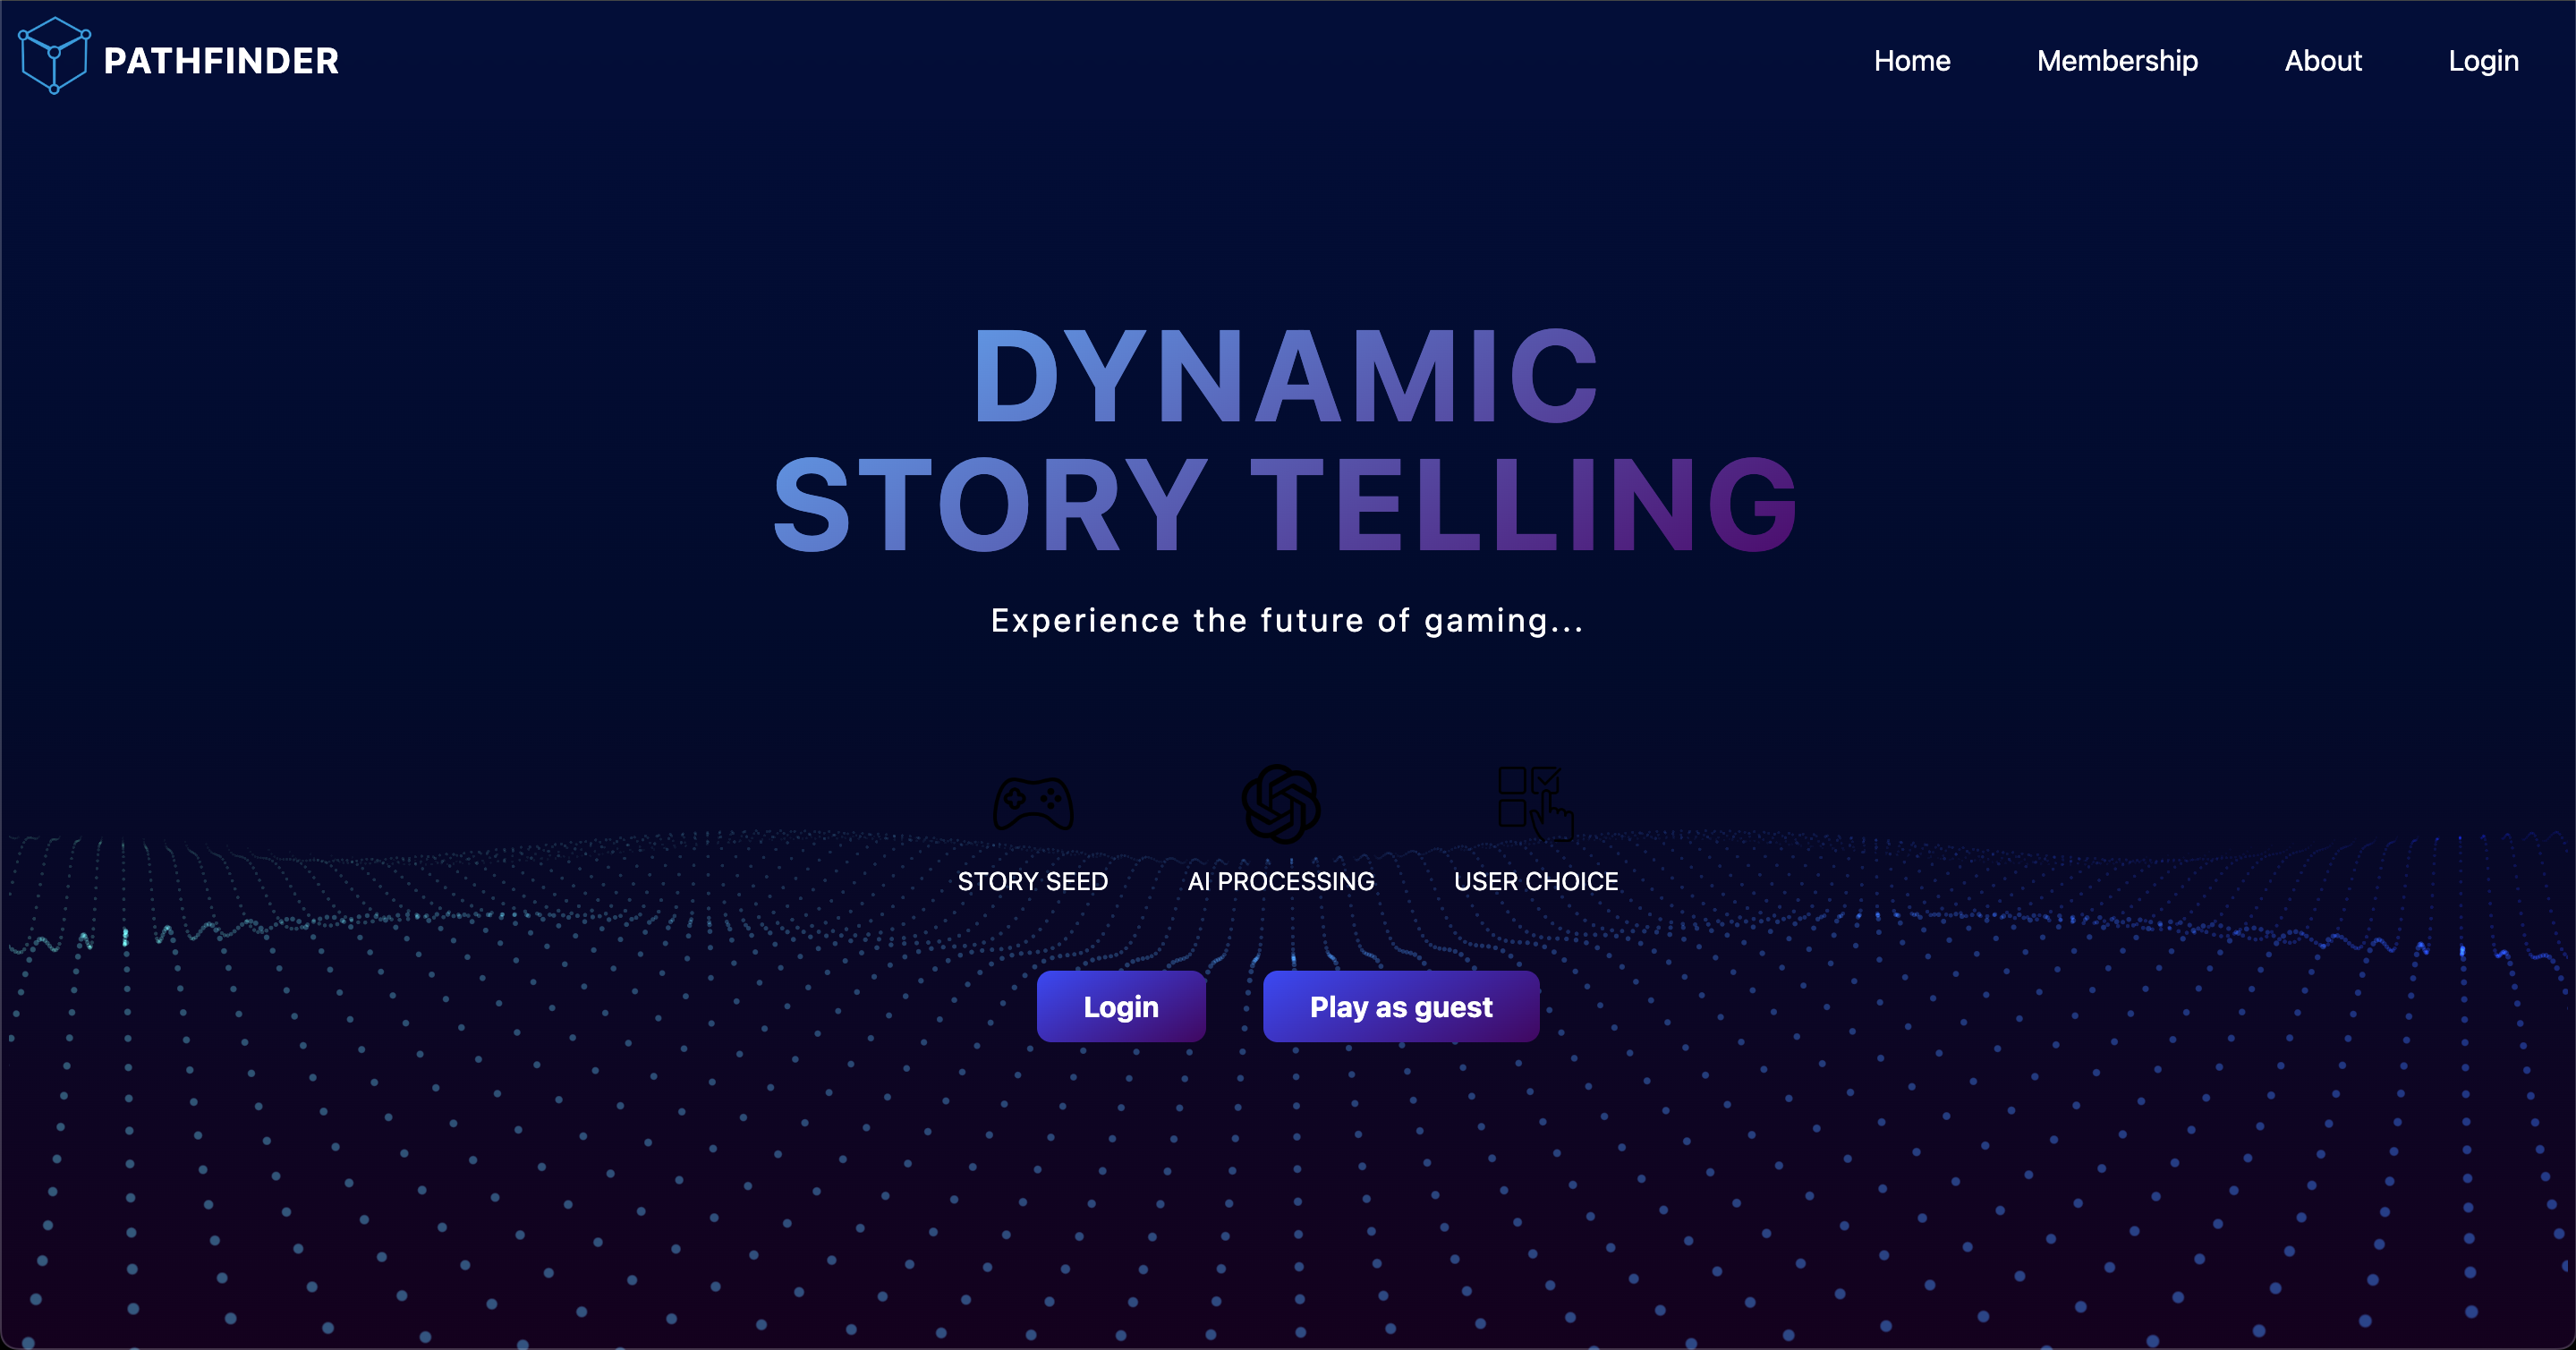 PATHFINDER
Home
Membership
About
Login
DYNAMIC
STORY TELLING
Experience the future of gaming...
STORY SEED
AI PROCESSING
USER CHOICE
Login
Play as guest